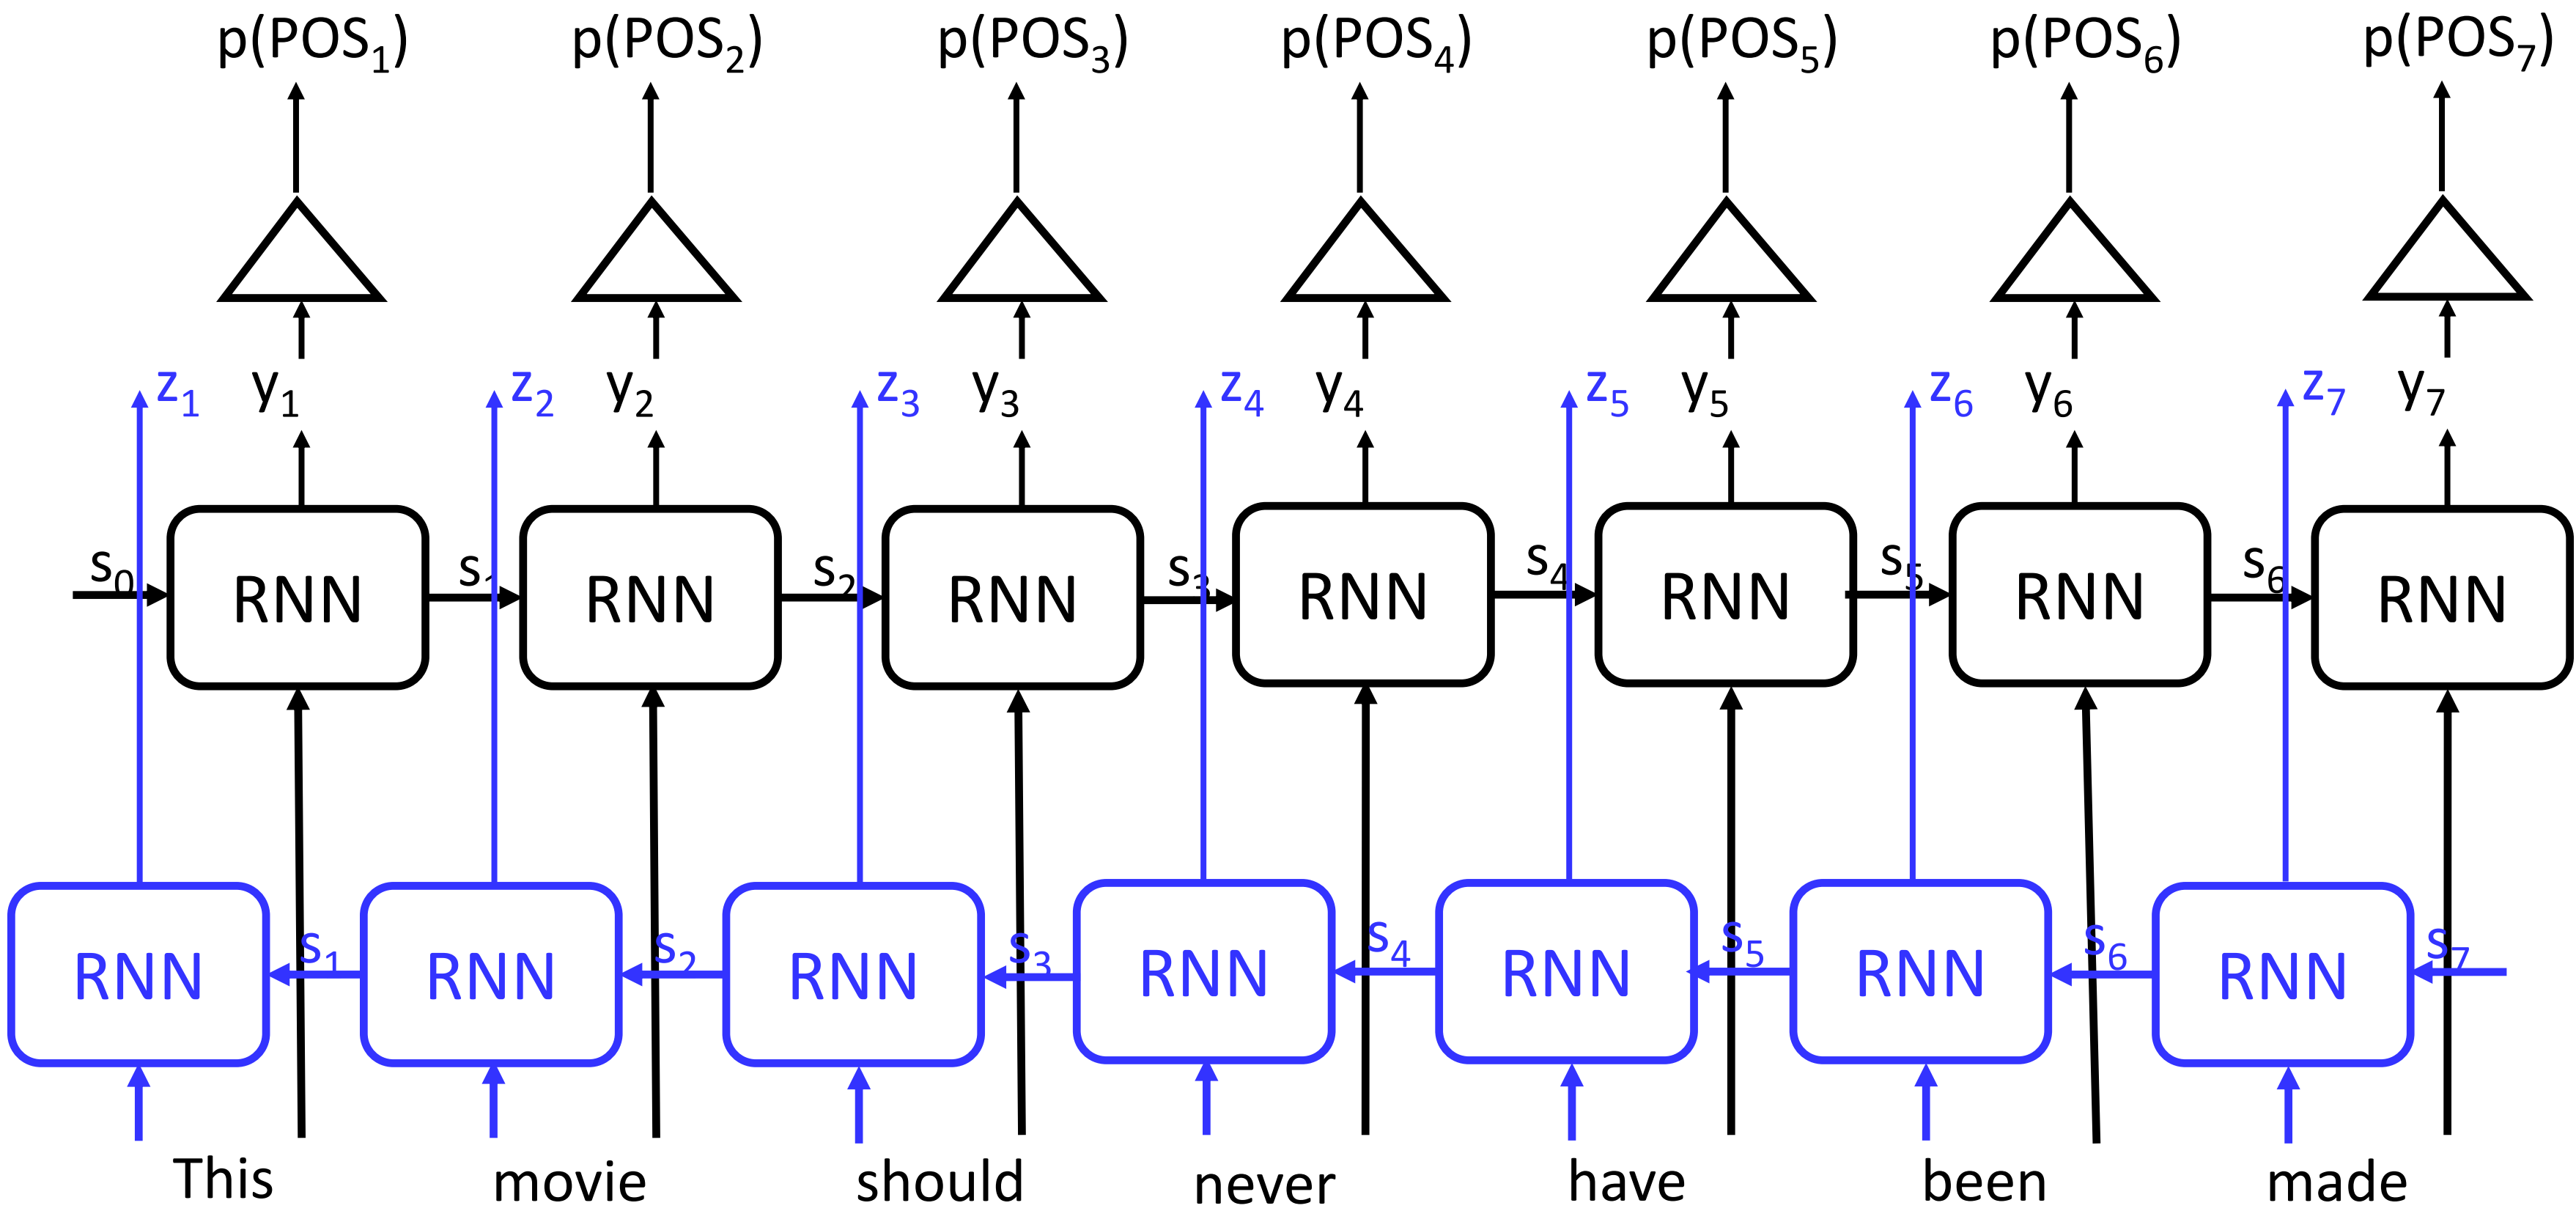 p(POS₁) p(POS₂) p(POS₃) p(POS₄) p(POS₅) p(POS₆) p(POS₇)
z₁ y₁ z₂ y₂ z₃ y₃ z₄ y₄ z₅ y₅ z₆ y₆ z₇ y₇
s₀ RNN s₁ RNN s₂ RNN s₃ RNN s₄ RNN s₅ RNN s₆ RNN
RNN s₁ RNN s₂ RNN s₃ RNN s₄ RNN s₅ RNN s₆ RNN s₇
This movie should never have been made